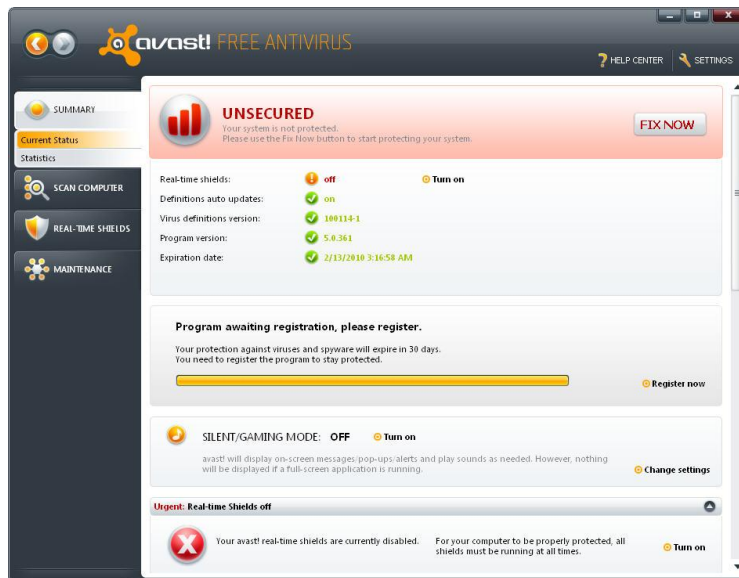 avast! FREE ANTIVIRUS
HELP CENTER
SETTINGS
SUMMARY
Current Status
Statistics
SCAN COMPUTER
REAL-TIME SHIELDS
MAINTENANCE
UNSECURED
Your system is not protected.
Please use the Fix Now button to start protecting your system.
FIX NOW
Real-time shields: off Turn on
Definitions auto updates: on
Virus definitions version: 100114-1
Program version: 5.0.361
Expiration date: 2/13/2010 3:16:58 AM
Program awaiting registration, please register.
Your protection against viruses and spyware will expire in 30 days.
You need to register the program to stay protected.
Register now
SILENT/GAMING MODE: OFF Turn on
avast! will display on-screen messages/pop-ups/alerts and play sounds as needed. However, nothing
will be displayed if a full-screen application is running.
Change settings
Urgent: Real-time Shields off
Your avast! real-time shields are currently disabled.
For your computer to be properly protected, all
shields must be running at all times.
Turn on